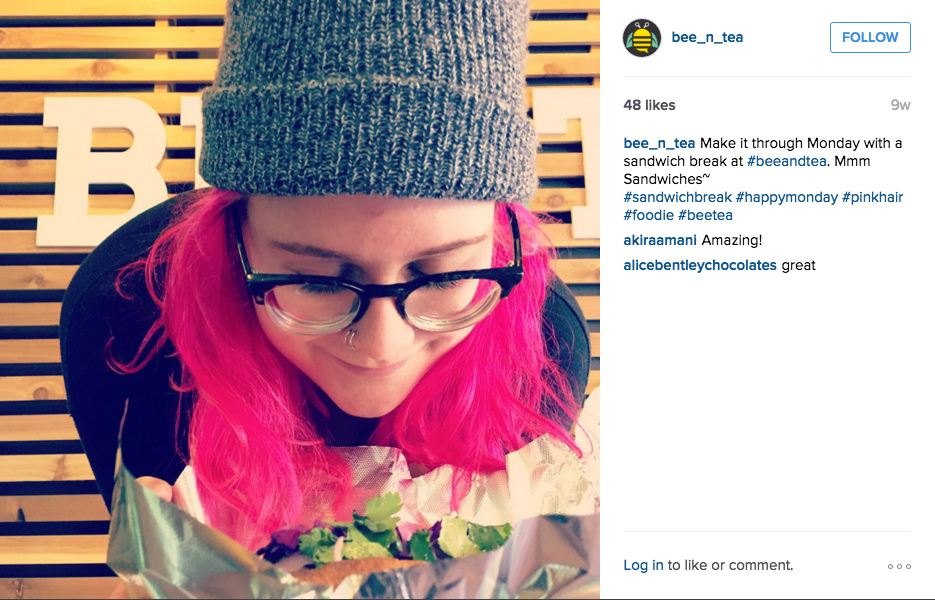 B
bee_n_tea
FOLLOW
48 likes
9w
bee_n_tea Make it through Monday with a
sandwich break at #beeandtea. Mmm
Sandwiches~
#sandwichbreak #happymonday #pinkhair
#foodie #beetea
akiraamani Amazing!
alicebentleychocolates great
Log in to like or comment.